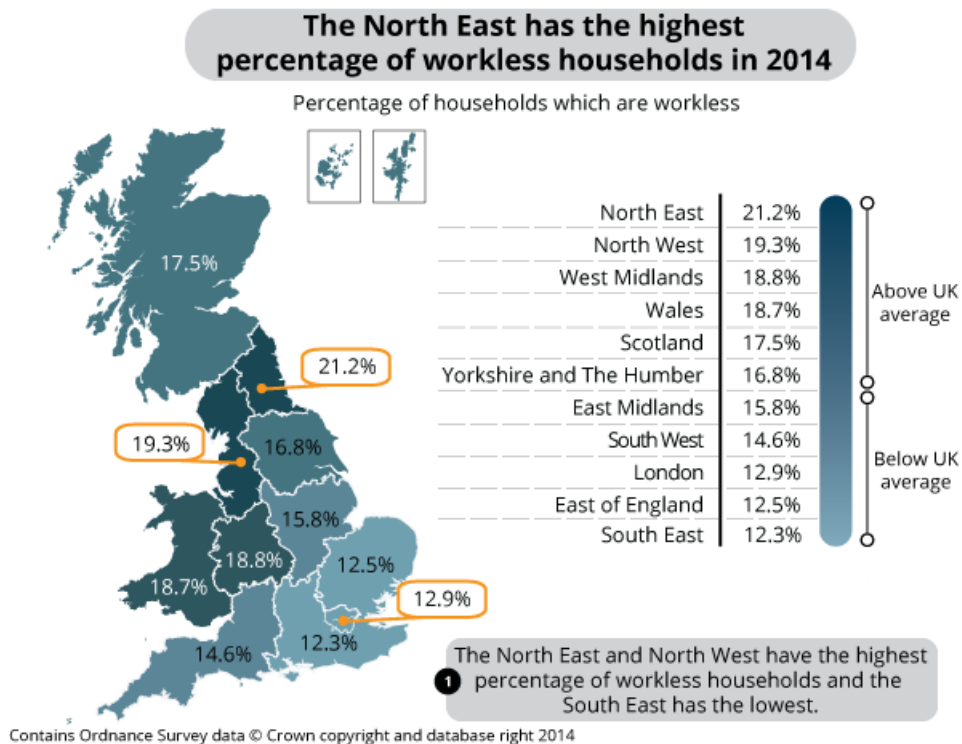 The North East has the highest
percentage of workless households in 2014
Percentage of households which are workless
17.5%
21.2%
19.3%
16.8%
15.8%
18.8%
18.7%
12.5%
12.9%
12.3%
14.6%
North East 21.2%
North West 19.3%
West Midlands 18.8%
Wales 18.7%
Scotland 17.5%
Yorkshire and The Humber 16.8%
East Midlands 15.8%
South West 14.6%
London 12.9%
East of England 12.5%
South East 12.3%
Above UK
average
Below UK
average
1
The North East and North West have the highest
percentage of workless households and the
South East has the lowest.
Contains Ordnance Survey data © Crown copyright and database right 2014